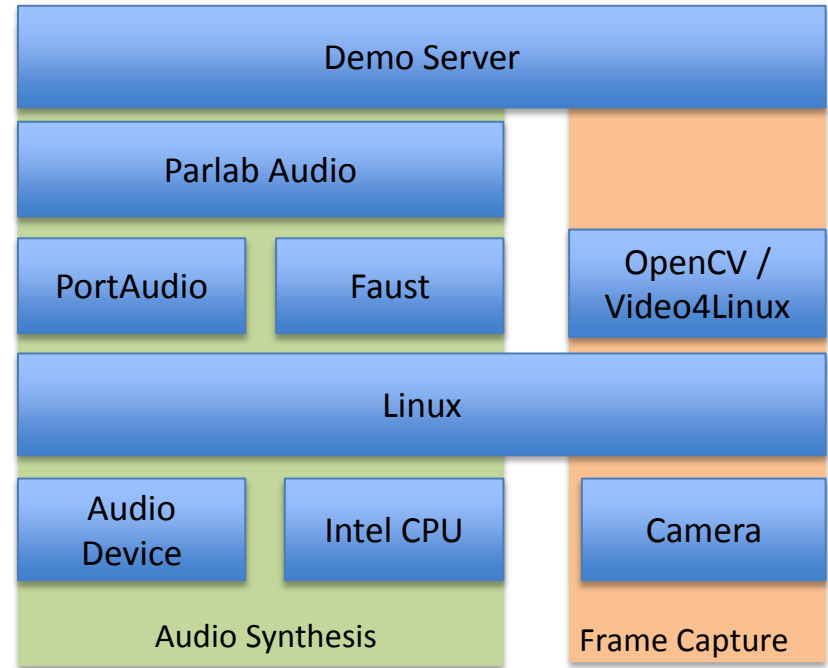 Demo Server
Parlab Audio
PortAudio
Faust
OpenCV /
Video4Linux
Linux
Audio
Device
Intel CPU
Camera
Audio Synthesis
Frame Capture